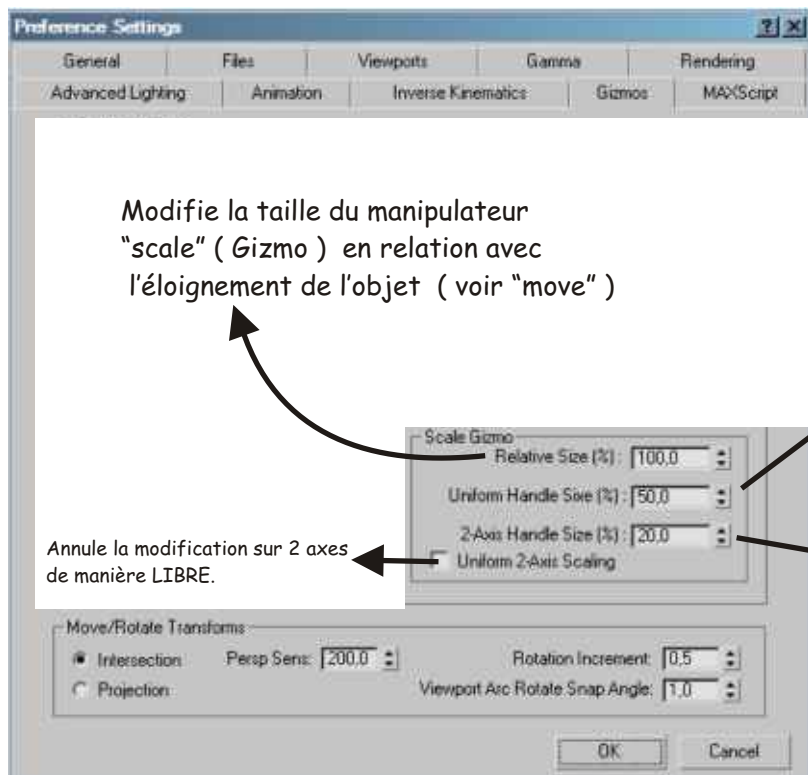 Preference Settings
General Files Viewports Gamma Rendering
Advanced Lighting Animation Inverse Kinematics Gizmos MAXScript
Modifie la taille du manipulateur
“scale” ( Gizmo ) en relation avec
l’éloignement de l’objet ( voir “move” )
Scale Gizmo
Relative Size (%) : 100,0
Uniform Handle Sixe (%) : 50,0
2-Axis Handle Size (%) : 20,0
Uniform 2-Axis Scaling
Annule la modification sur 2 axes
de manière LIBRE.
Move/Rotate Transforms
Intersection Persp Sens: 200,0 Rotation Increment: 0,5
Projection Viewport Arc Rotate Snap Angle: 1,0
OK Cancel